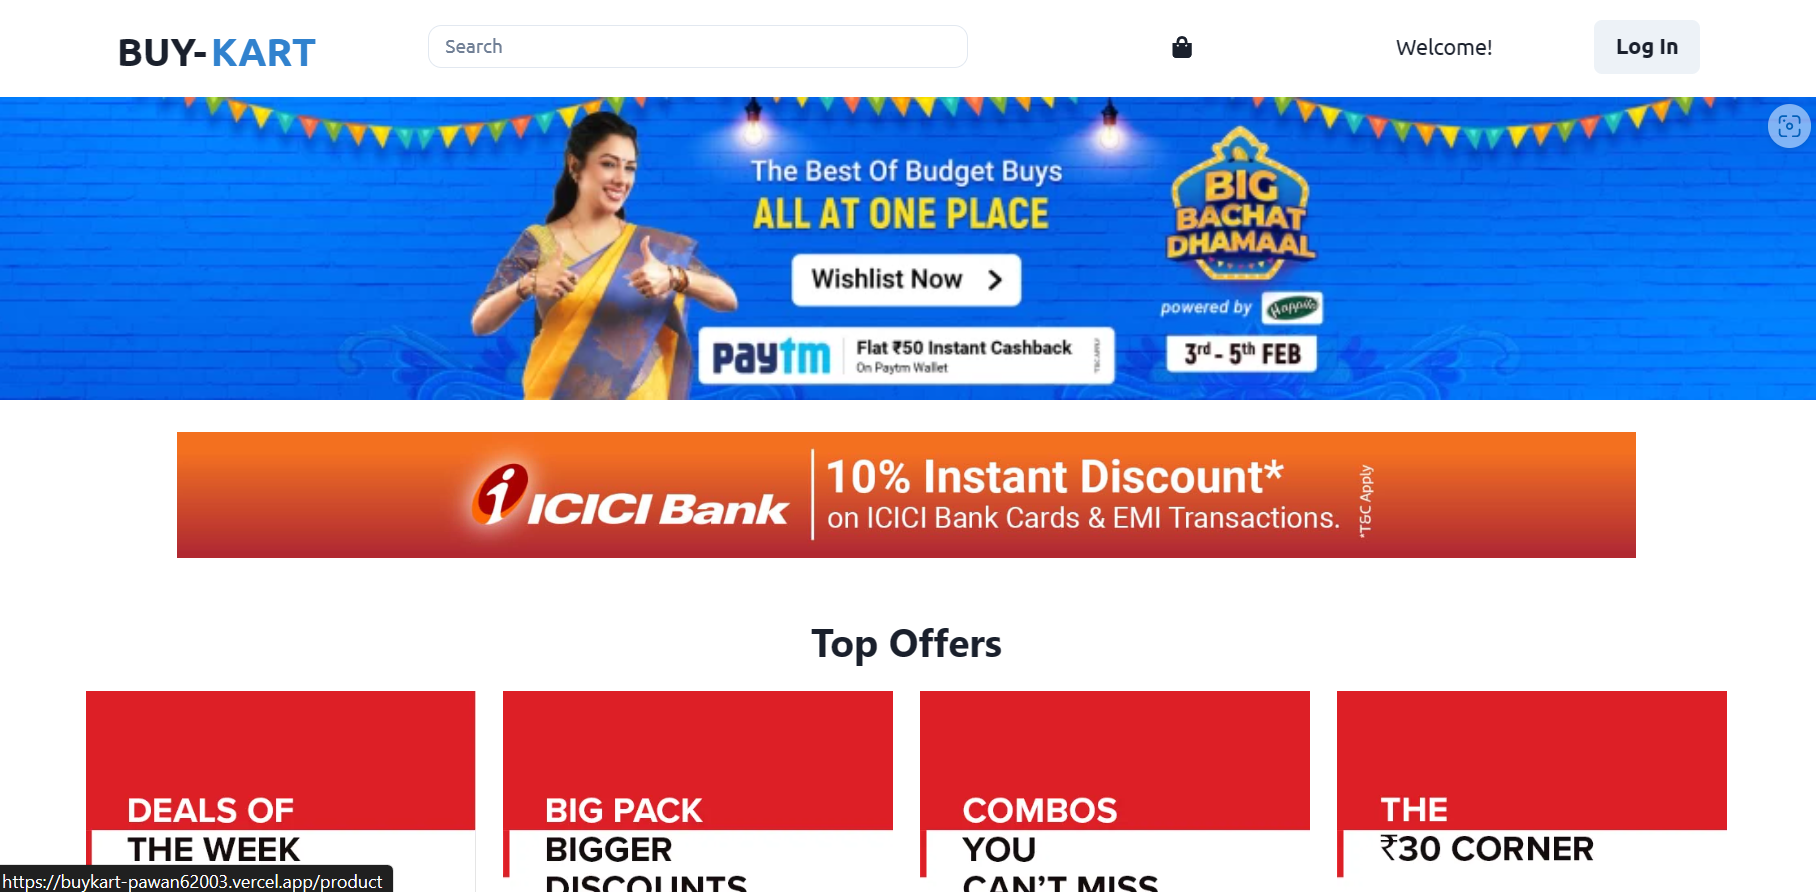 BUY-KART
Search
Welcome!
Log In
The Best Of Budget Buys
ALL AT ONE PLACE
Wishlist Now
BIG
BACHAT
DHAMAAL
powered by Happilo
paytm
Flat ₹50 Instant Cashback
On Paytm Wallet
*T&C APPLY
3rd - 5th FEB
ICICI Bank
10% Instant Discount*
on ICICI Bank Cards & EMI Transactions.
*T&C Apply
Top Offers
DEALS OF
THE WEEK
BIG PACK
BIGGER
DISCOUNTS
COMBOS
YOU
CAN'T MISS
THE
₹30 CORNER
https://buykart-pawan62003.vercel.app/product